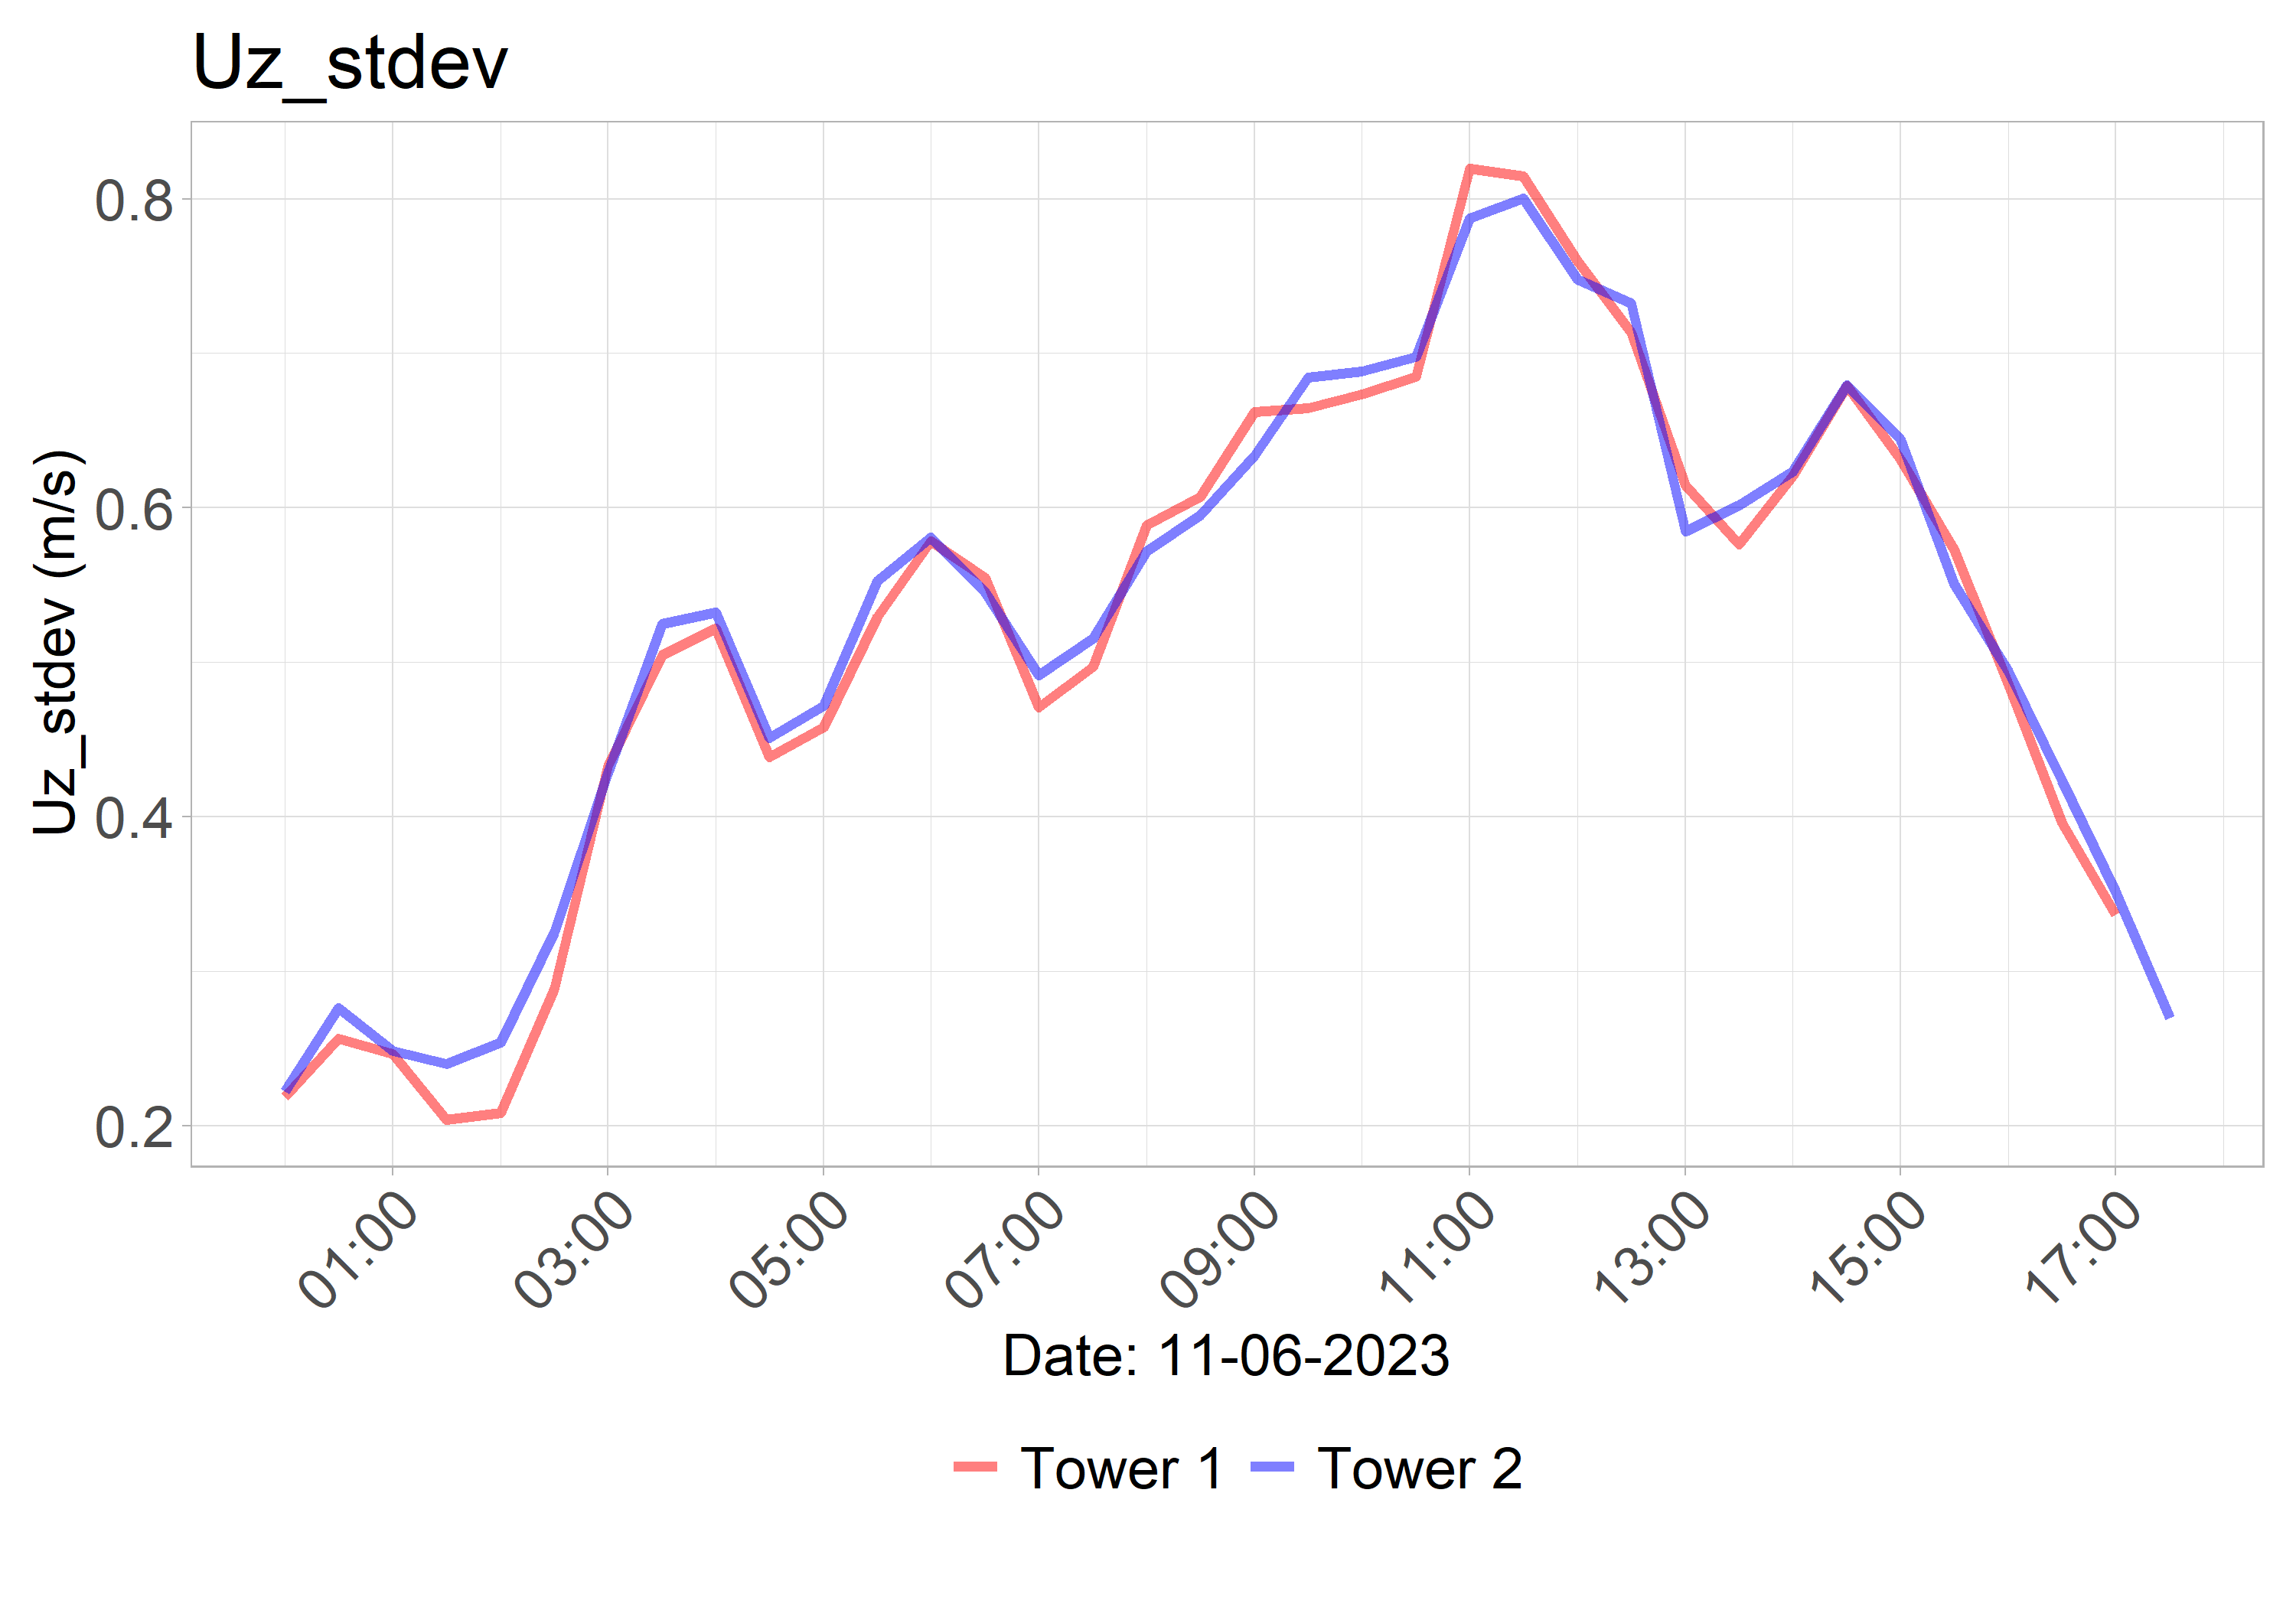 Uz_stdev
Uz_stdev (m/s)
0.8
0.6
0.4
0.2
01:00 03:00 05:00 07:00 09:00 11:00 13:00 15:00 17:00
Date: 11-06-2023
Tower 1 Tower 2